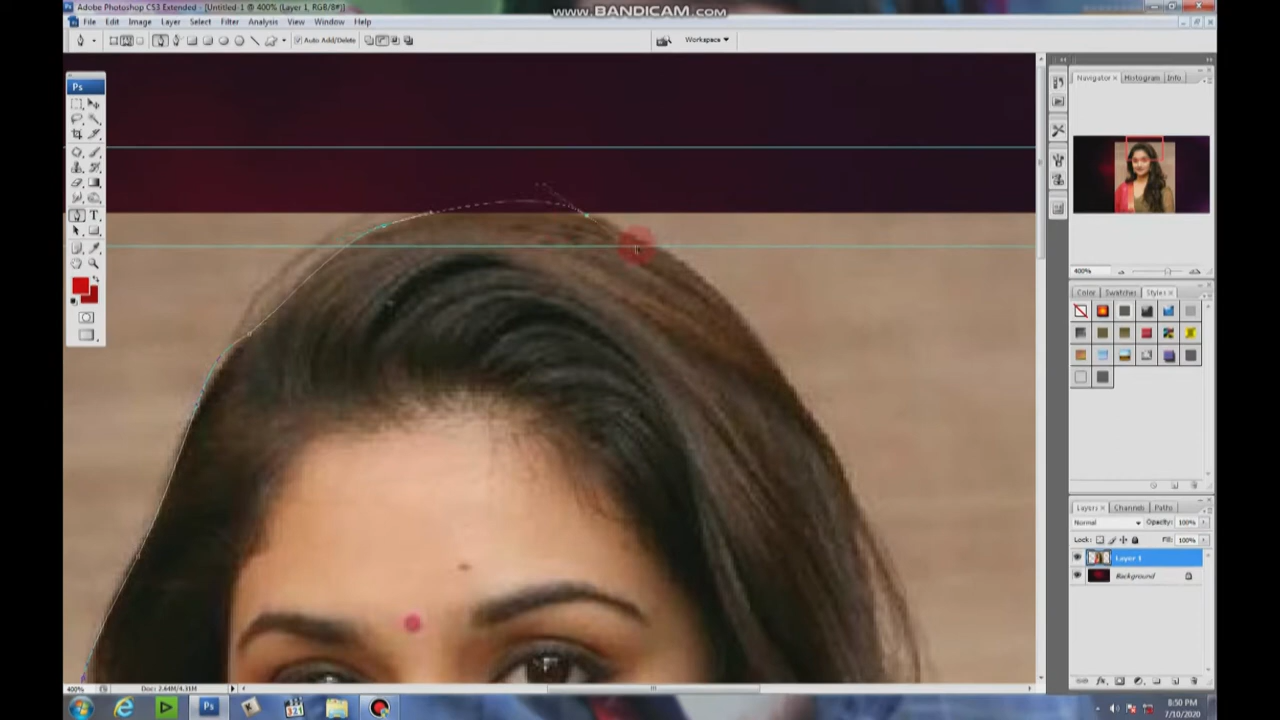 www.BANDICAM.com
Adobe Photoshop CS3 Extended - [Untitled-1 @ 400% (Layer 1, RGB/8#)]
File Edit Image Layer Select Filter Analysis View Window Help
Auto Add/Delete
Workspace
Ps
T
Navigator Histogram Info
400%
Color Swatches Styles
Layers Channels Paths
Normal Opacity: 100%
Lock: Fill: 100%
Layer 1
Background
400% Doc: 2.64M/4.31M
Ps
8:50 PM
7/10/2020